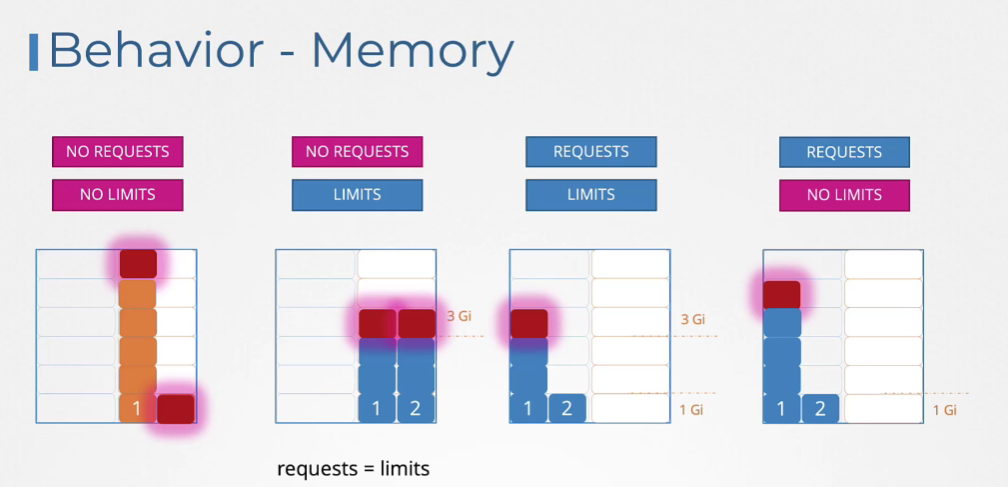 Behavior - Memory
NO REQUESTS
NO LIMITS
NO REQUESTS
LIMITS
REQUESTS
LIMITS
REQUESTS
NO LIMITS
1
3 Gi
1 2
3 Gi
1 2
1 Gi
1 2
1 Gi
requests = limits